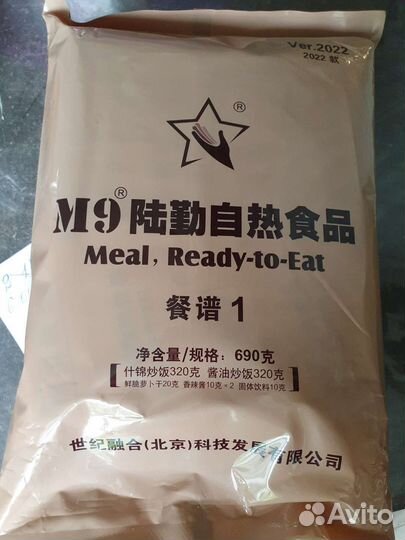 Ver.2022
2022 款
®
M9® 陆勤自热食品
Meal, Ready-to-Eat
餐谱 1
净含量/规格：690克
什锦炒饭320克 酱油炒饭320克
鲜脆萝卜干20克 香辣酱10克×2 固体饮料10克
世纪融合(北京)科技发展有限公司
Avito